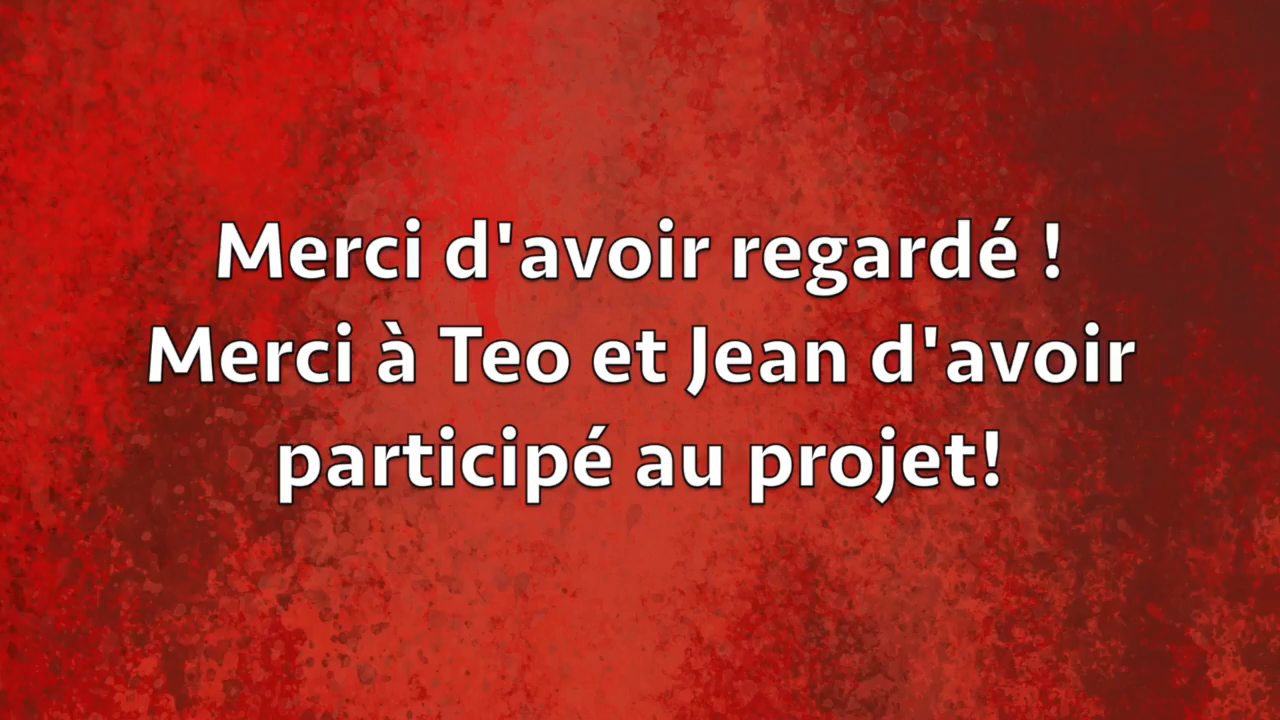 Merci d'avoir regardé !
Merci à Teo et Jean d'avoir
participé au projet!